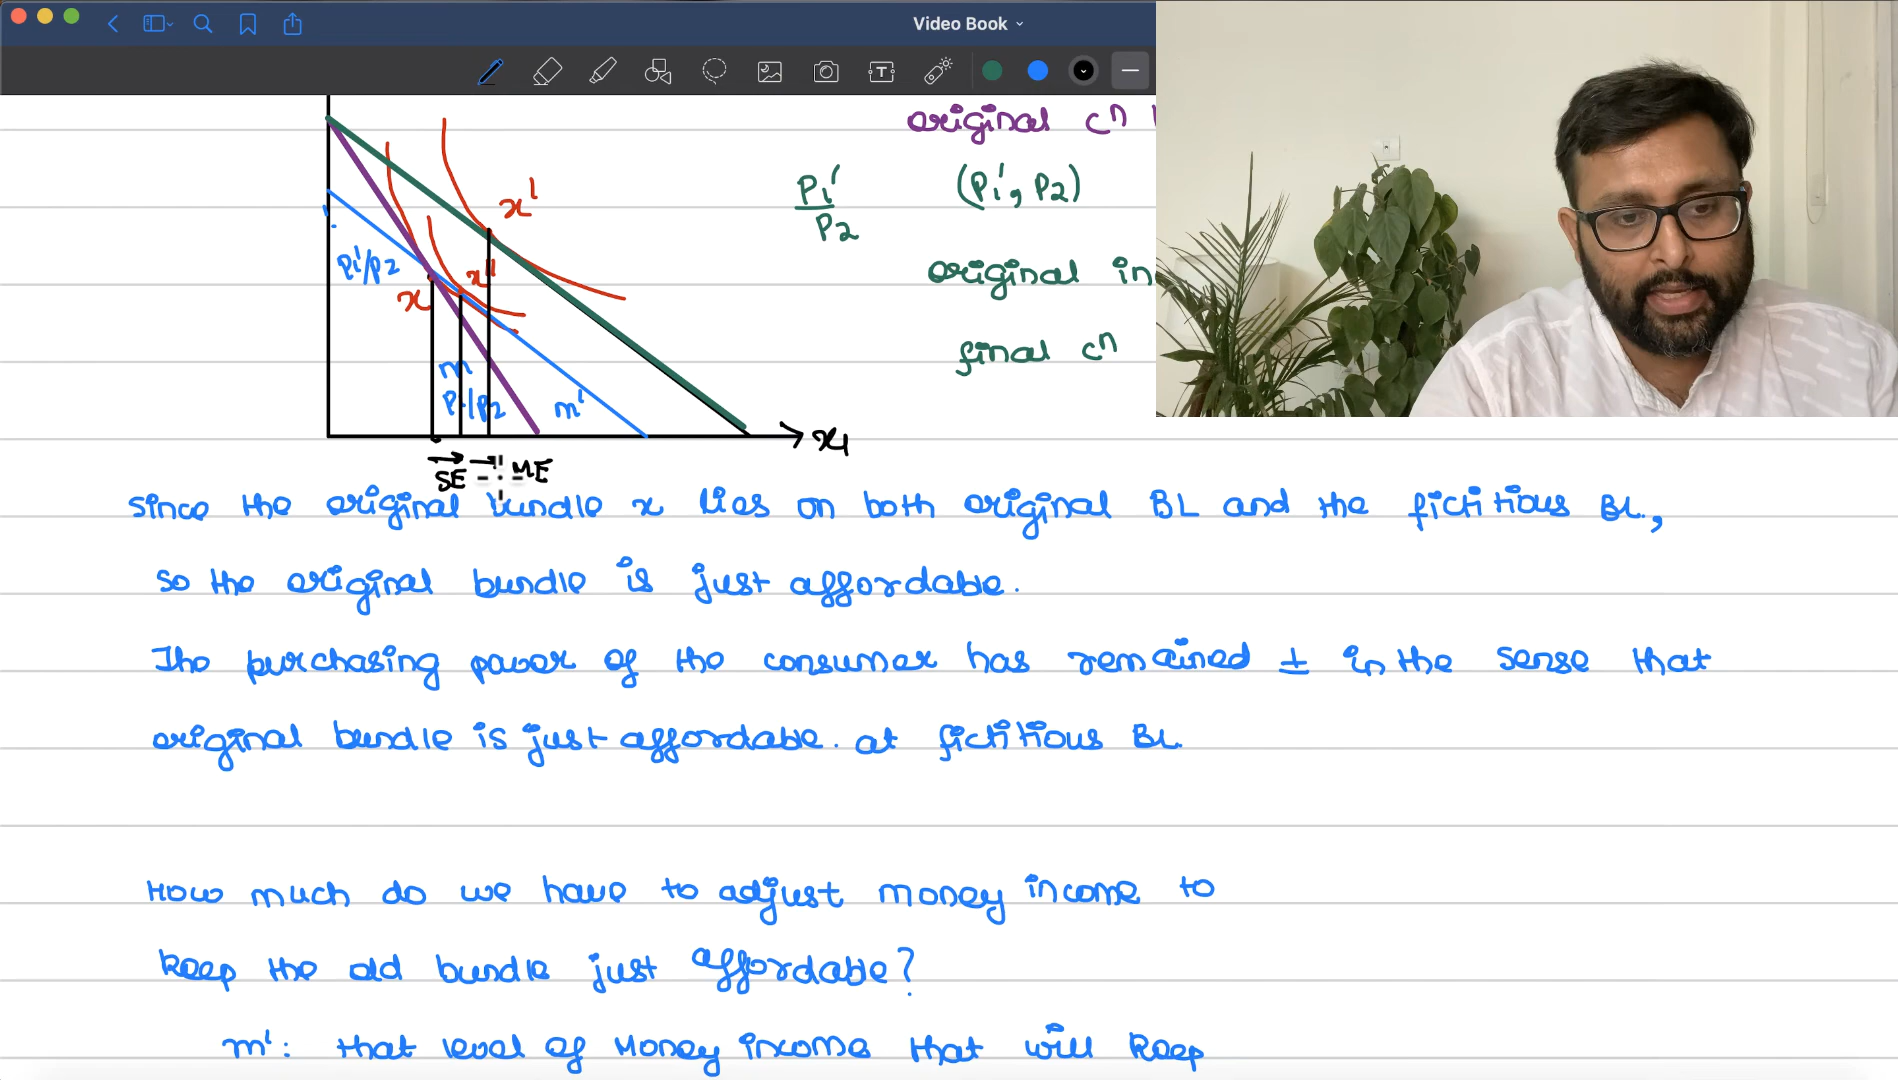 Video Book
original cⁿ
x'
P₁'
P₂
(P₁', P₂)
P₁'/P₂
x
x''
original in
final cⁿ
m
P₁/P₂
m'
x₁
SE
ME
since the original bundle x lies on both original BL and the fictitious BL,
so the original bundle is just affordable.
The purchasing power of the consumer has remained ± in the sense that
original bundle is just affordable. at fictitious BL
How much do we have to adjust money income to
keep the old bundle just affordable?
m': that level of Money income that will keep